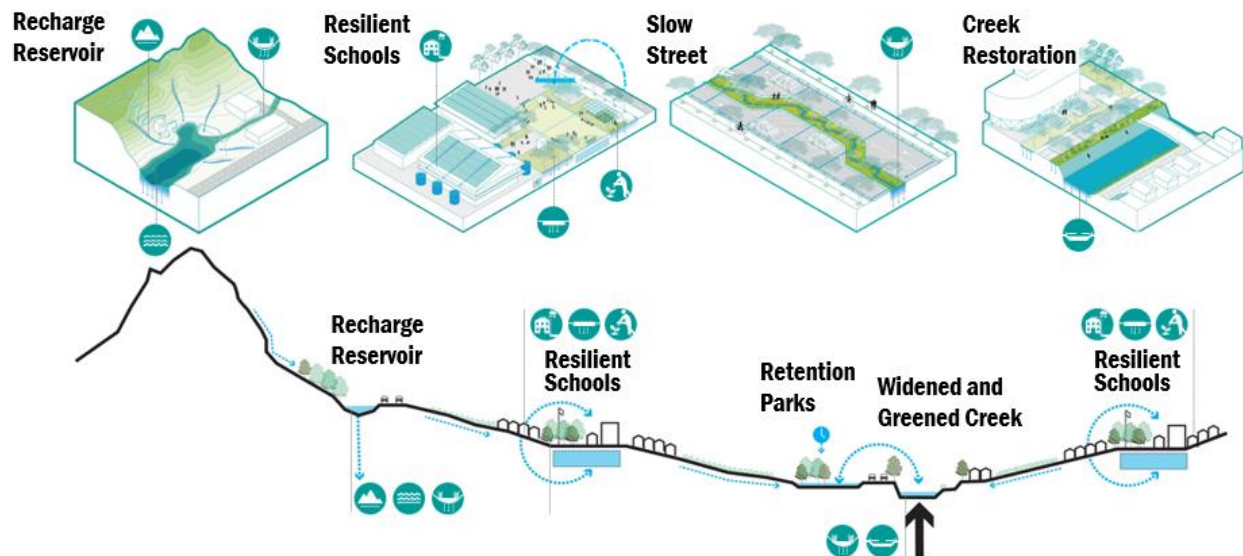 Recharge
Reservoir
Resilient
Schools
Slow
Street
Creek
Restoration
Recharge
Reservoir
Resilient
Schools
Retention
Parks
Widened and
Greened Creek
Resilient
Schools